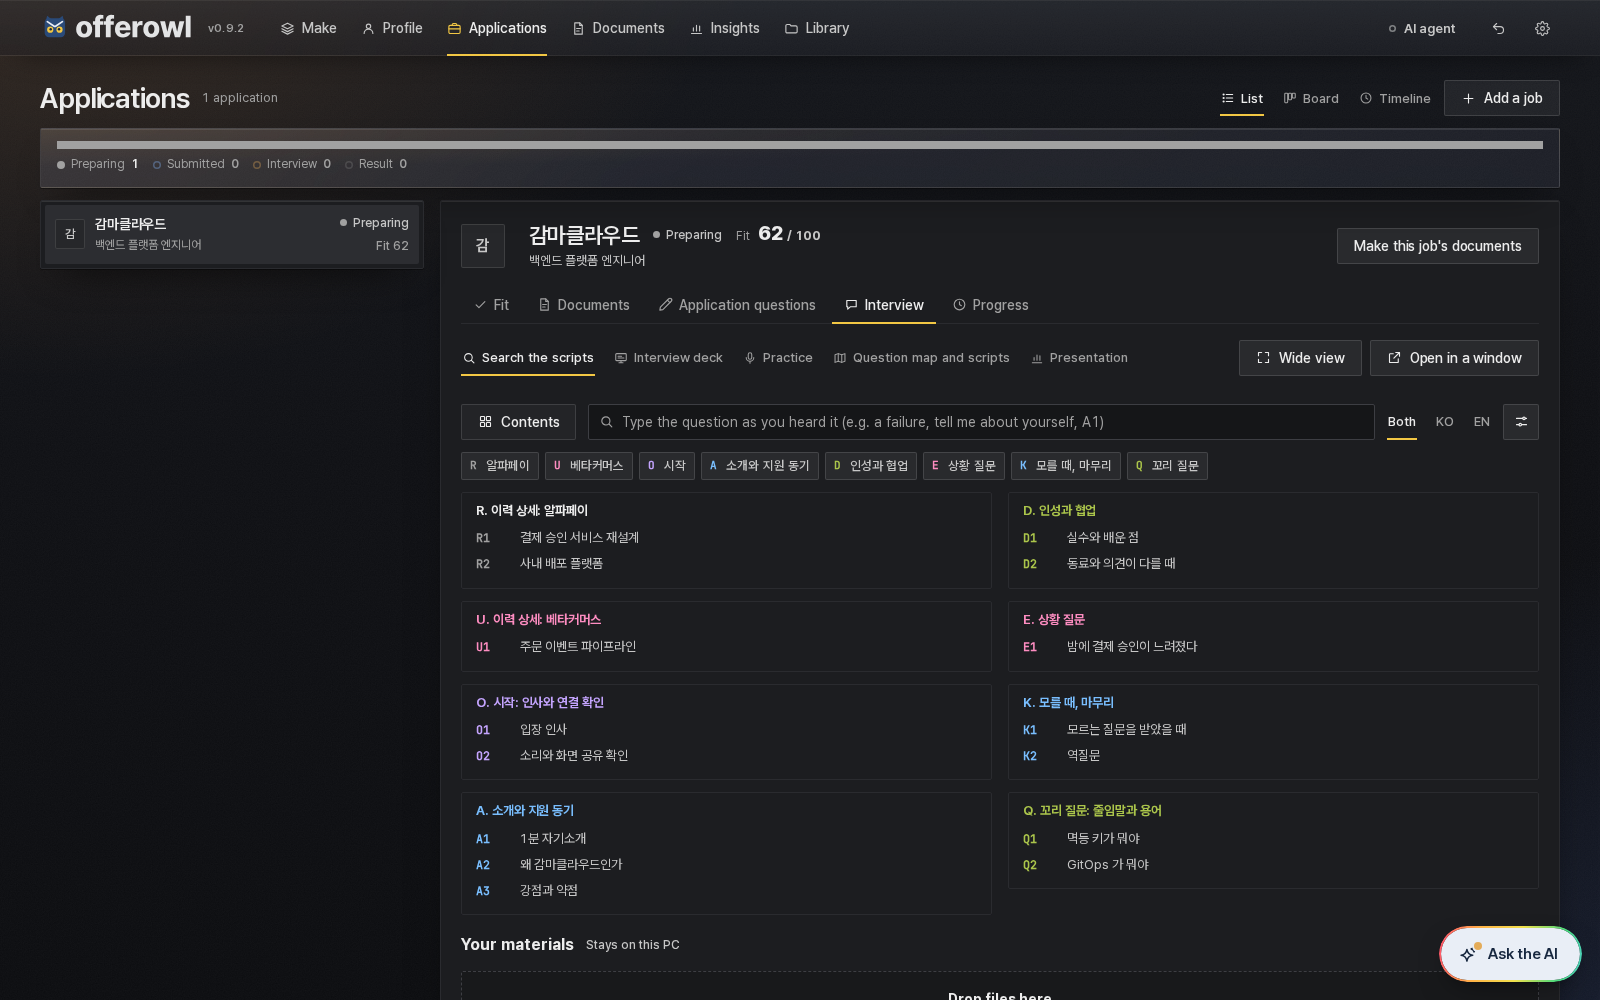 offerowl v0.9.2 Make Profile Applications Documents Insights Library AI agent
Applications 1 application List Board Timeline + Add a job
Preparing 1 Submitted 0 Interview 0 Result 0
감 감마클라우드 Preparing
백엔드 플랫폼 엔지니어 Fit 62
감 감마클라우드 Preparing Fit 62 / 100
백엔드 플랫폼 엔지니어
Make this job's documents
Fit Documents Application questions Interview Progress
Search the scripts Interview deck Practice Question map and scripts Presentation Wide view Open in a window
Contents Type the question as you heard it (e.g. a failure, tell me about yourself, A1) Both KO EN
R 알파페이 U 베타커머스 O 시작 A 소개와 지원 동기 D 인성과 협업 E 상황 질문 K 모를 때, 마무리 Q 꼬리 질문
R. 이력 상세: 알파페이
R1 결제 승인 서비스 재설계
R2 사내 배포 플랫폼
D. 인성과 협업
D1 실수와 배운 점
D2 동료와 의견이 다를 때
U. 이력 상세: 베타커머스
U1 주문 이벤트 파이프라인
E. 상황 질문
E1 밤에 결제 승인이 느려졌다
O. 시작: 인사와 연결 확인
O1 입장 인사
O2 소리와 화면 공유 확인
K. 모를 때, 마무리
K1 모르는 질문을 받았을 때
K2 역질문
A. 소개와 지원 동기
A1 1분 자기소개
A2 왜 감마클라우드인가
A3 강점과 약점
Q. 꼬리 질문: 줄임말과 용어
Q1 멱등 키가 뭐야
Q2 GitOps 가 뭐야
Your materials Stays on this PC
Drop files here
Ask the AI